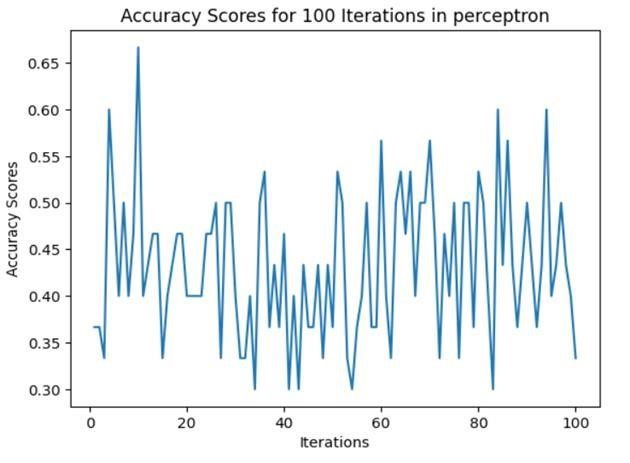 Accuracy Scores for 100 Iterations in perceptron
0.65
0.60
0.55
0.50
0.45
0.40
0.35
0.30
Accuracy Scores
0 20 40 60 80 100
Iterations